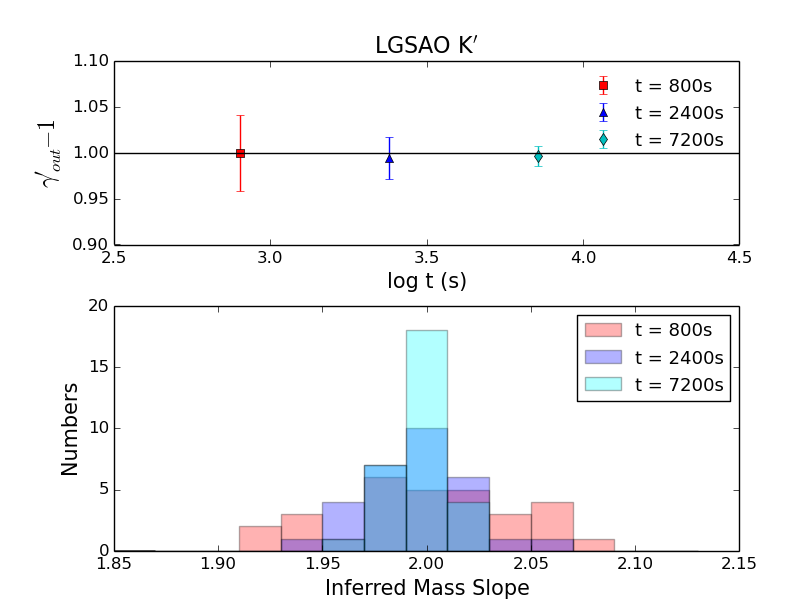 LGSAO K′
1.10
1.05
1.00
0.95
0.90
γ′out−1
t = 800s
t = 2400s
t = 7200s
2.5 3.0 3.5 4.0 4.5
log t (s)
20
15
10
5
0
Numbers
t = 800s
t = 2400s
t = 7200s
1.85 1.90 1.95 2.00 2.05 2.10 2.15
Inferred Mass Slope